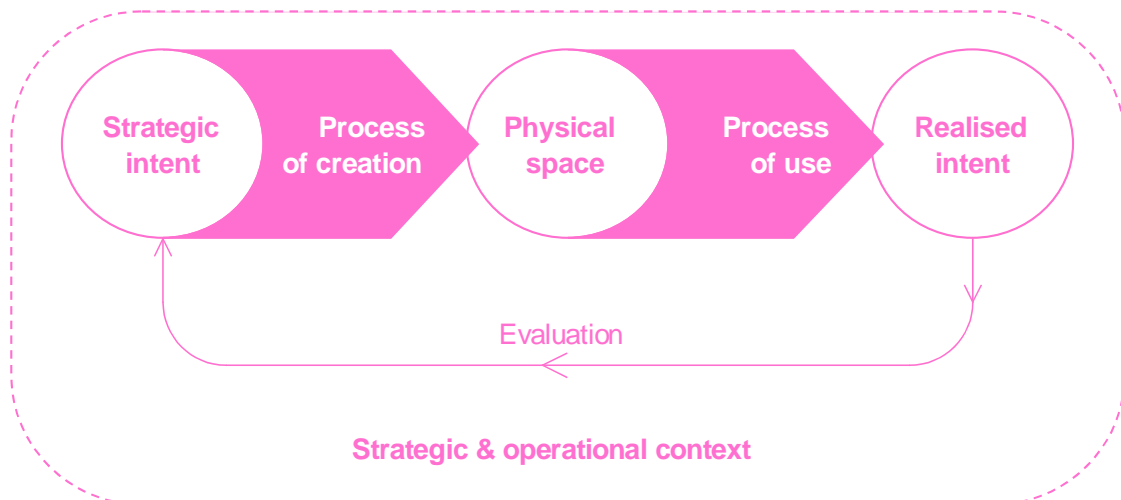 Strategic
intent
Process
of creation
Physical
space
Process
of use
Realised
intent
Evaluation
Strategic & operational context